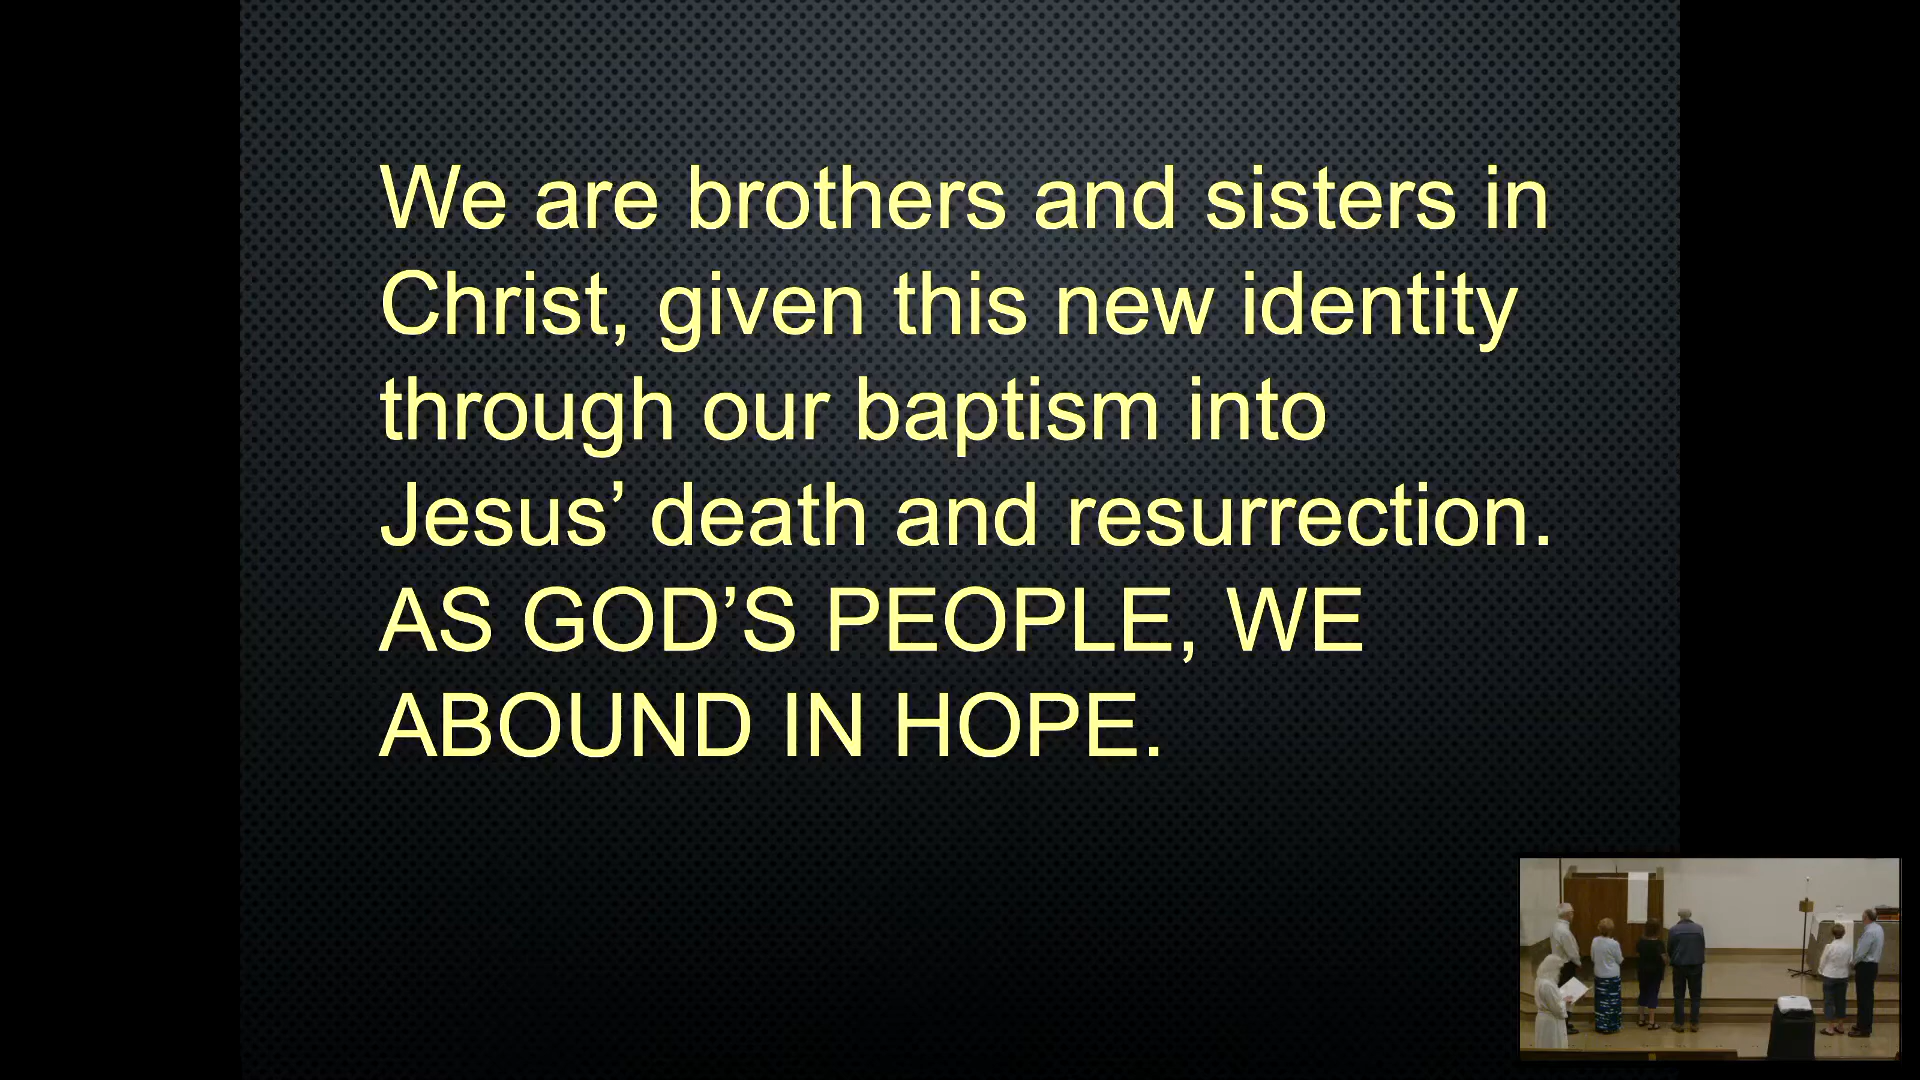 We are brothers and sisters in
Christ, given this new identity
through our baptism into
Jesus’ death and resurrection.
AS GOD’S PEOPLE, WE
ABOUND IN HOPE.